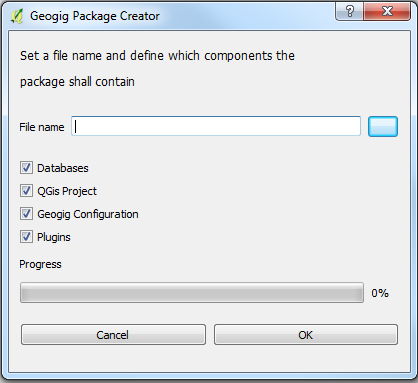 Geogig Package Creator
Set a file name and define which components the
package shall contain
File name
Databases
QGis Project
Geogig Configuration
Plugins
Progress
0%
Cancel OK